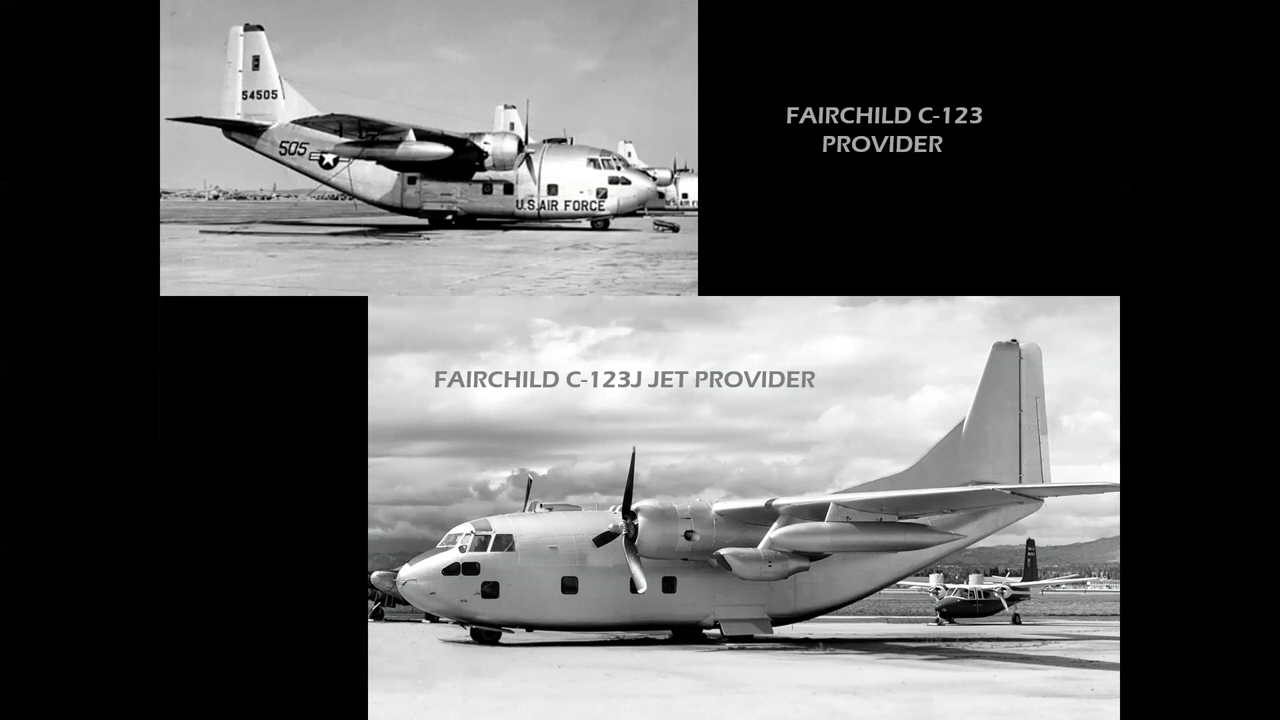 54505
505
U.S. AIR FORCE
FAIRCHILD C-123
PROVIDER
FAIRCHILD C-123J JET PROVIDER